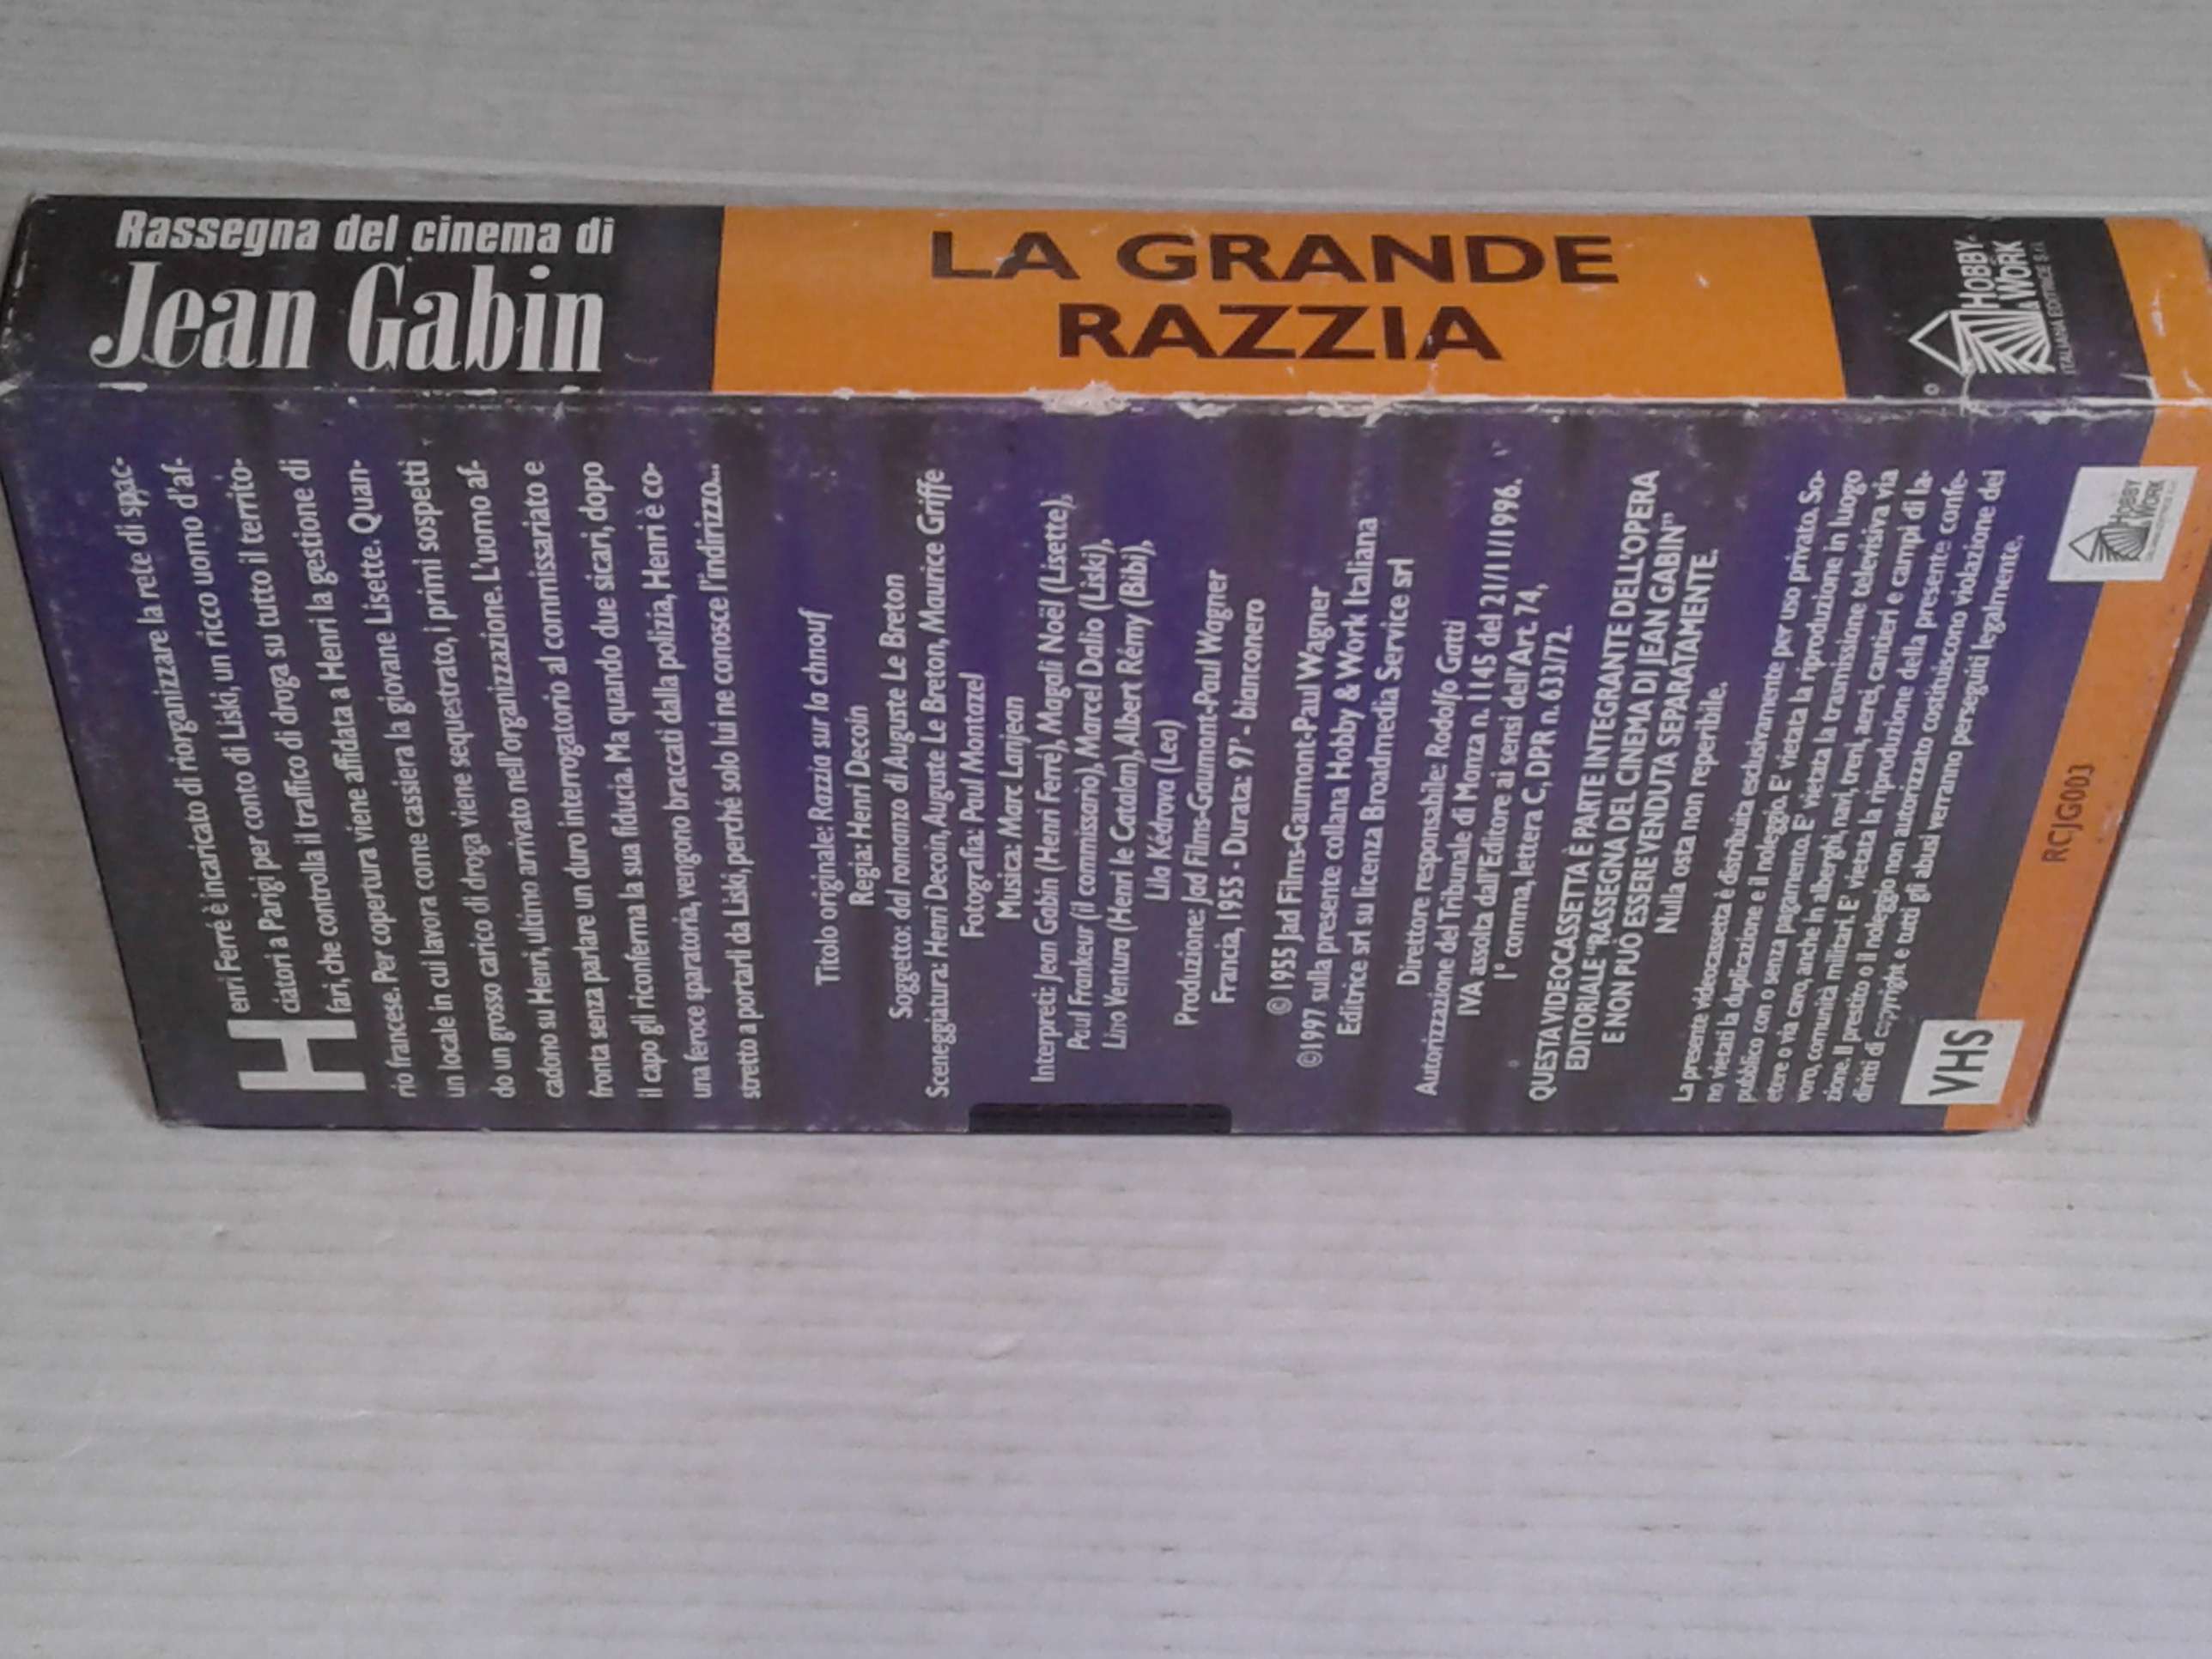 Rassegna del cinema di
Jean Gabin
LA GRANDE
RAZZIA
HOBBY
& WORK
ITALIANA EDITRICE S.r.l.
Henri Ferré è incaricato di riorganizzare la rete di spac-
ciatori a Parigi per conto di Liski, un ricco uomo d'af-
fari, che controlla il traffico di droga su tutto il territo-
rio francese. Per copertura viene affidata a Henri la gestione di
un locale in cui lavora come cassiera la giovane Lisette. Quan-
do un grosso carico di droga viene sequestrato, i primi sospetti
cadono su Henri, ultimo arrivato nell'organizzazione. L'uomo af-
fronta senza parlare un duro interrogatorio al commissariato e
il capo gli riconferma la sua fiducia. Ma quando due sicari, dopo
una feroce sparatoria, vengono braccati dalla polizia, Henri è co-
stretto a portarli da Liski, perché solo lui ne conosce l'indirizzo...
Titolo originale: Razzia sur la chnouf
Regia: Henri Decoin
Soggetto: dal romanzo di Auguste Le Breton
Sceneggiatura: Henri Decoin, Auguste Le Breton, Maurice Griffe
Fotografia: Paul Montazel
Musica: Marc Lanjean
Interpreti: Jean Gabin (Henri Ferré), Magali Noël (Lisette),
Paul Frankeur (il commissario), Marcel Dalio (Liski),
Lino Ventura (Henri le Catalan), Albert Rémy (Bibi),
Lila Kédrova (Lea)
Produzione: Jad Films-Gaumont-Paul Wagner
Francia, 1955 - Durata: 97' - bianconero
© 1955 Jad Films-Gaumont-Paul Wagner
©1997 sulla presente collana Hobby & Work Italiana
Editrice srl su licenza Broadmedia Service srl
Direttore responsabile: Rodolfo Gatti
Autorizzazione del Tribunale di Monza n. 1145 del 21/11/1996.
IVA assolta dall'Editore ai sensi dell'Art. 74,
1° comma, lettera C, DPR n. 633/72.
QUESTA VIDEOCASSETTA È PARTE INTEGRANTE DELL'OPERA
EDITORIALE "RASSEGNA DEL CINEMA DI JEAN GABIN"
E NON PUÒ ESSERE VENDUTA SEPARATAMENTE.
Nulla osta non reperibile.
La presente videocassetta è distribuita esclusivamente per uso privato. So-
no vietati la duplicazione e il noleggio. E' vietata la riproduzione in luogo
pubblico con o senza pagamento. E' vietata la trasmissione televisiva via
etere o via cavo, anche in alberghi, navi, treni, aerei, cantieri e campi di la-
voro, comunità militari. E' vietata la riproduzione della presente confe-
zione. Il prestito o il noleggio non autorizzato costituiscono violazione dei
diritti di copyright e tutti gli abusi verranno perseguiti legalmente.
VHS
RCJG003
HOBBY
& WORK